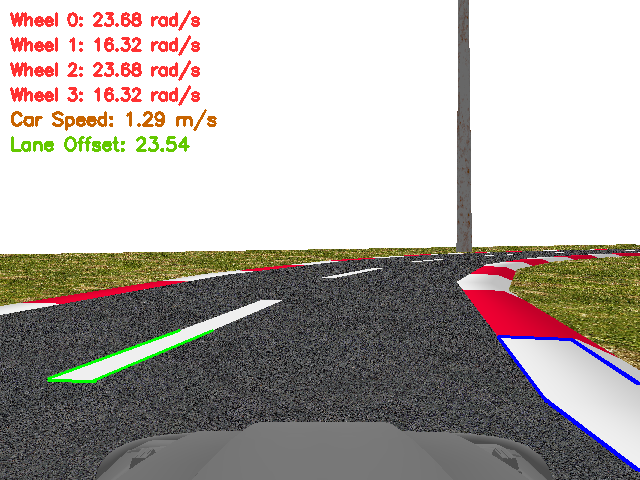 Wheel 0: 23.68 rad/s
Wheel 1: 16.32 rad/s
Wheel 2: 23.68 rad/s
Wheel 3: 16.32 rad/s
Car Speed: 1.29 m/s
Lane Offset: 23.54